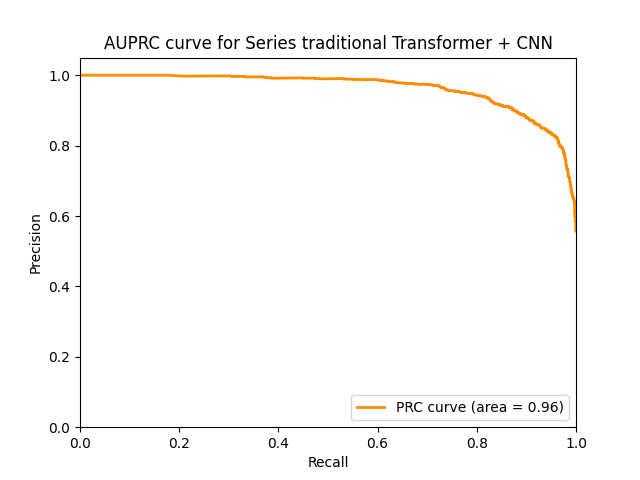 AUPRC curve for Series traditional Transformer + CNN
1.0
0.8
0.6
0.4
0.2
0.0
Precision
PRC curve (area = 0.96)
0.0 0.2 0.4 0.6 0.8 1.0
Recall